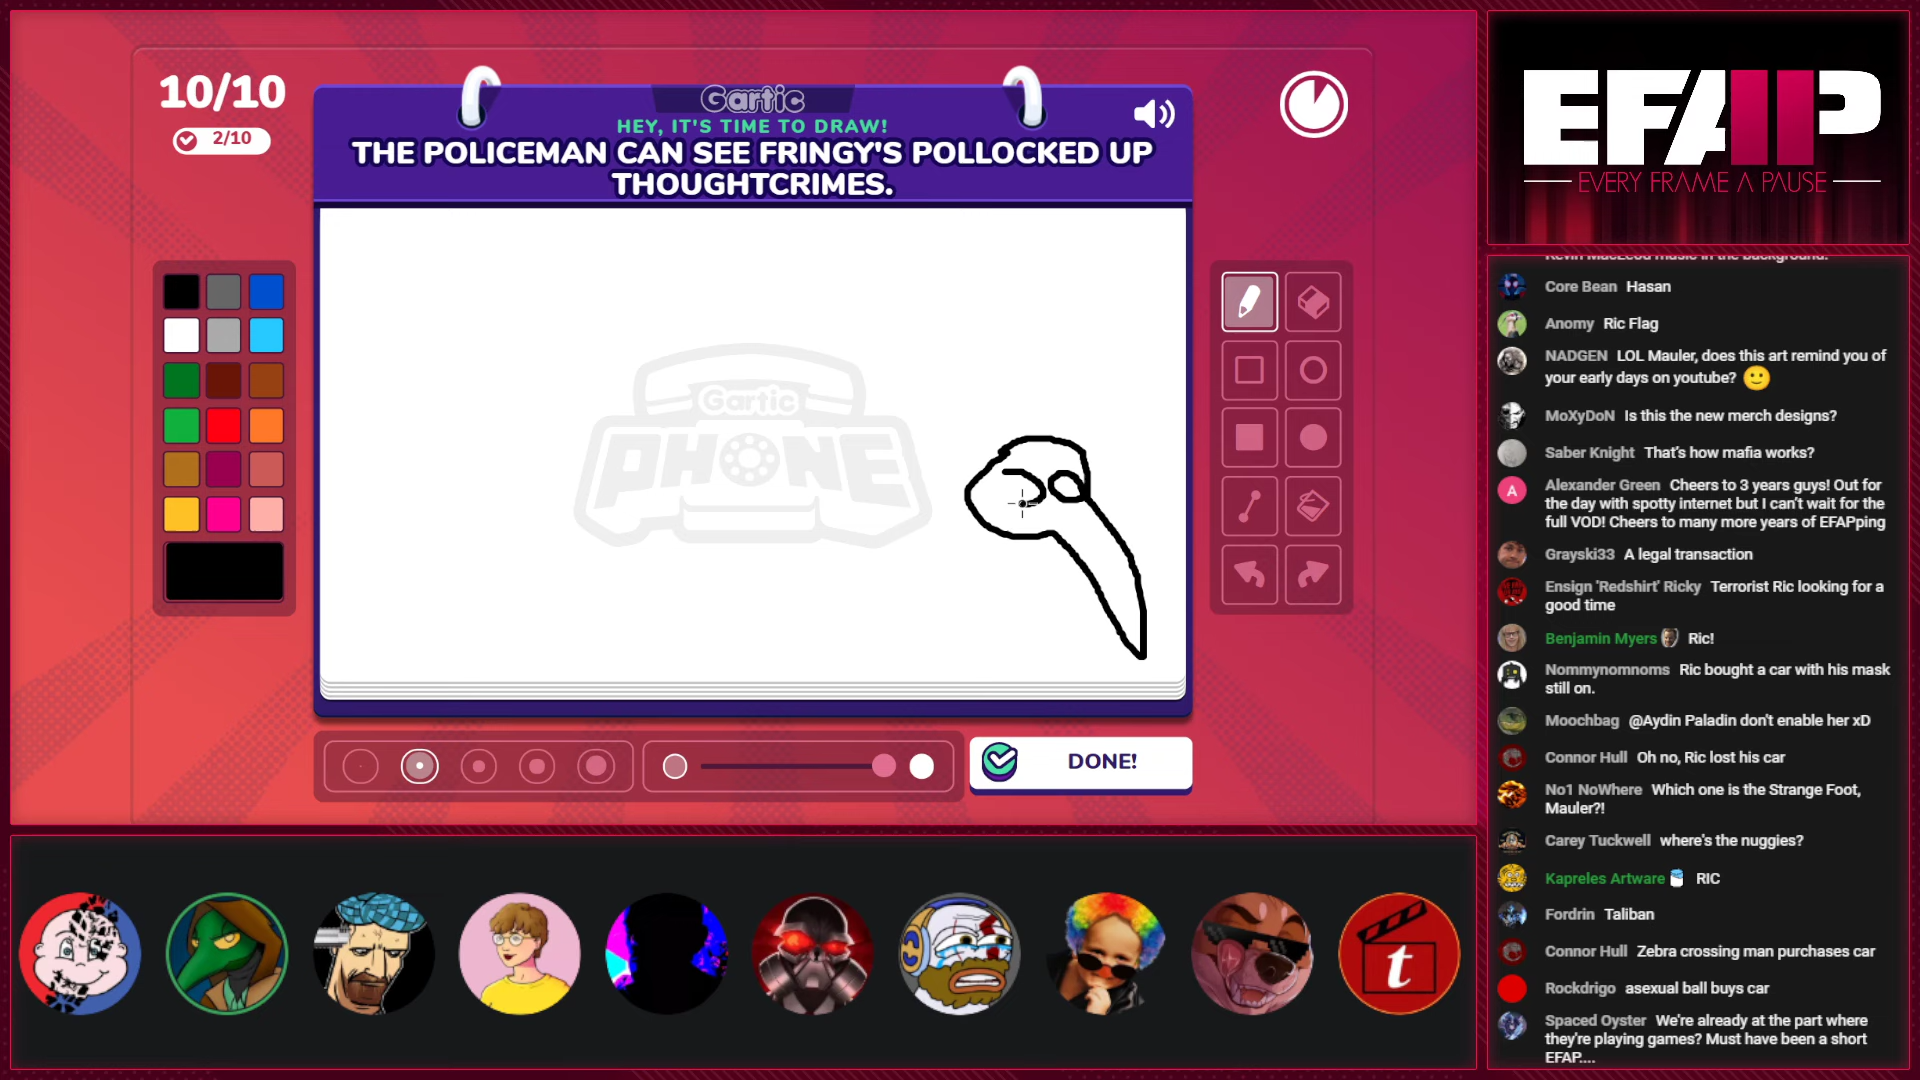 10/10
2/10
Gartic
HEY, IT'S TIME TO DRAW!
THE POLICEMAN CAN SEE FRINGY'S POLLOCKED UP
THOUGHTCRIMES.
Gartic
PHONE
DONE!
t
EFAP
EVERY FRAME A PAUSE
Kevin MacLeod music in the background.
Core Bean Hasan
Anomy Ric Flag
NADGEN LOL Mauler, does this art remind you of
your early days on youtube? 🙂
MoXyDoN Is this the new merch designs?
Saber Knight That's how mafia works?
A Alexander Green Cheers to 3 years guys! Out for
the day with spotty internet but I can't wait for the
full VOD! Cheers to many more years of EFAPping
Grayski33 A legal transaction
Ensign 'Redshirt' Ricky Terrorist Ric looking for a
good time
Benjamin Myers Ric!
Nommynomnoms Ric bought a car with his mask
still on.
Moochbag @Aydin Paladin don't enable her xD
Connor Hull Oh no, Ric lost his car
No1 NoWhere Which one is the Strange Foot,
Mauler?!
Carey Tuckwell where's the nuggies?
Kapreles Artware RIC
Fordrin Taliban
Connor Hull Zebra crossing man purchases car
Rockdrigo asexual ball buys car
Spaced Oyster We're already at the part where
they're playing games? Must have been a short
EFAP....